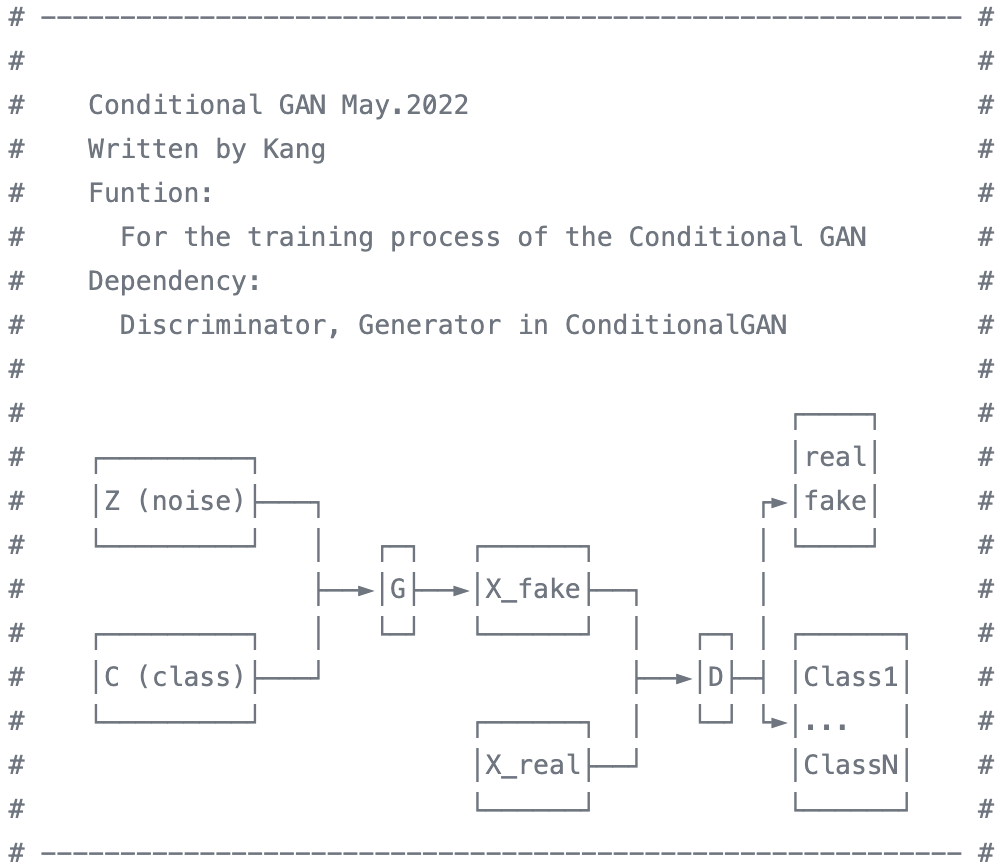 # ---------------------------------------------------------- #
# #
# Conditional GAN May.2022 #
# Written by Kang #
# Funtion: #
# For the training process of the Conditional GAN #
# Dependency: #
# Discriminator, Generator in ConditionalGAN #
# #
# #
# real #
# Z (noise) fake #
# #
# G X_fake #
# #
# C (class) D Class1 #
# ... #
# X_real ClassN #
# #
# ---------------------------------------------------------- #